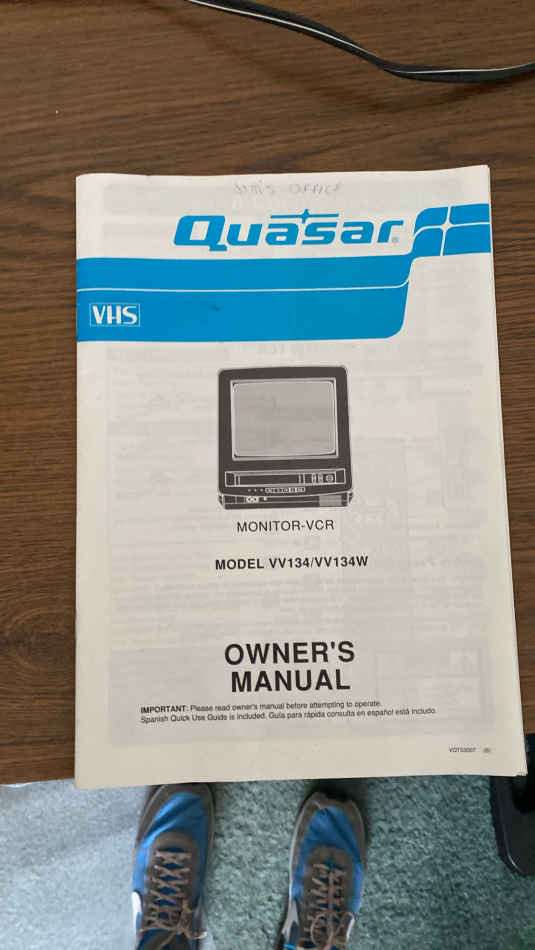 Quasar®
VHS
MONITOR-VCR
MODEL VV134/VV134W
OWNER'S
MANUAL
IMPORTANT: Please read owner's manual before attempting to operate.
Spanish Quick Use Guide is included. Guía para rápida consulta en español está incluido.
(B)